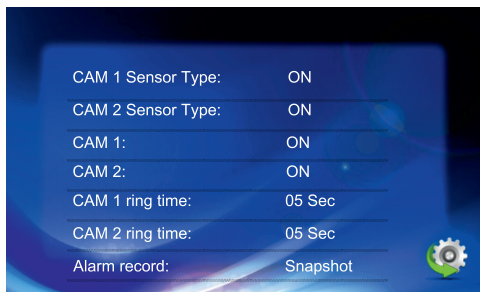 CAM 1 Sensor Type: ON
CAM 2 Sensor Type: ON
CAM 1: ON
CAM 2: ON
CAM 1 ring time: 05 Sec
CAM 2 ring time: 05 Sec
Alarm record: Snapshot